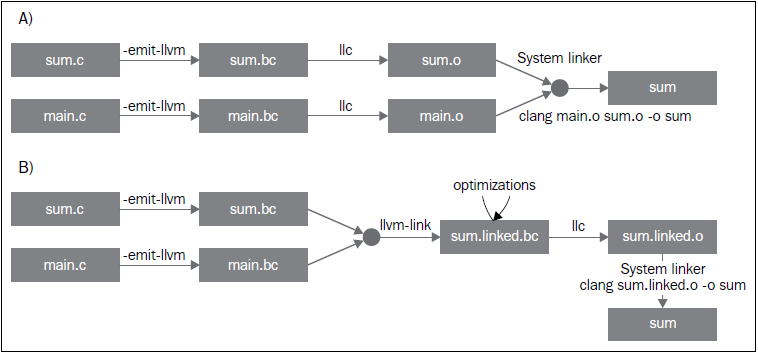 A)
sum.c -emit-llvm sum.bc llc sum.o System linker
sum
main.c -emit-llvm main.bc llc main.o clang main.o sum.o -o sum
B)
optimizations
sum.c -emit-llvm sum.bc
llvm-link sum.linked.bc llc sum.linked.o
main.c -emit-llvm main.bc
System linker
clang sum.linked.o -o sum
sum